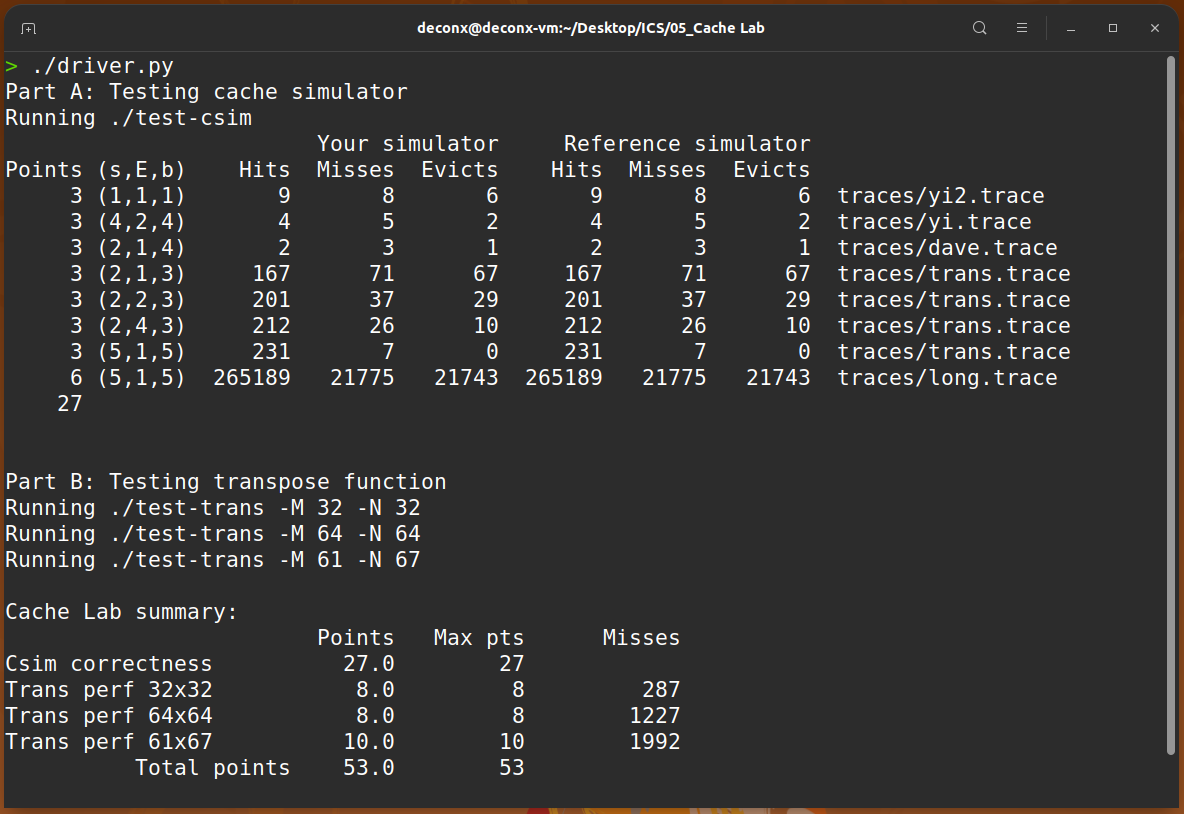 deconx@deconx-vm:~/Desktop/ICS/05_Cache Lab
> ./driver.py
Part A: Testing cache simulator
Running ./test-csim
                        Your simulator     Reference simulator
Points (s,E,b)    Hits  Misses  Evicts    Hits  Misses  Evicts
     3 (1,1,1)       9       8       6       9       8       6  traces/yi2.trace
     3 (4,2,4)       4       5       2       4       5       2  traces/yi.trace
     3 (2,1,4)       2       3       1       2       3       1  traces/dave.trace
     3 (2,1,3)     167      71      67     167      71      67  traces/trans.trace
     3 (2,2,3)     201      37      29     201      37      29  traces/trans.trace
     3 (2,4,3)     212      26      10     212      26      10  traces/trans.trace
     3 (5,1,5)     231       7       0     231       7       0  traces/trans.trace
     6 (5,1,5)  265189   21775   21743  265189   21775   21743  traces/long.trace
    27
Part B: Testing transpose function
Running ./test-trans -M 32 -N 32
Running ./test-trans -M 64 -N 64
Running ./test-trans -M 61 -N 67
Cache Lab summary:
                        Points   Max pts      Misses
Csim correctness          27.0        27
Trans perf 32x32           8.0         8         287
Trans perf 64x64           8.0         8        1227
Trans perf 61x67          10.0        10        1992
          Total points    53.0        53